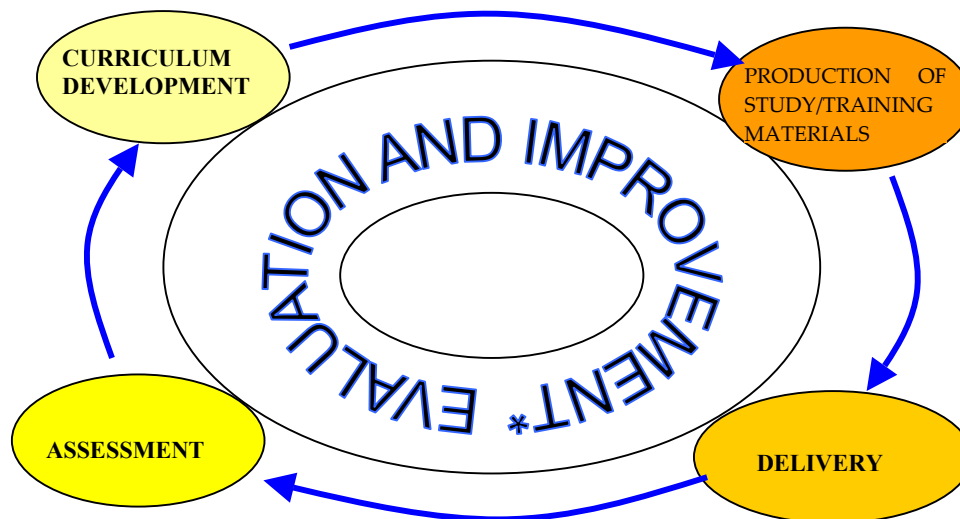 CURRICULUM
DEVELOPMENT
PRODUCTION OF
STUDY/TRAINING
MATERIALS
EVALUATION AND IMPROVEMENT*
ASSESSMENT
DELIVERY